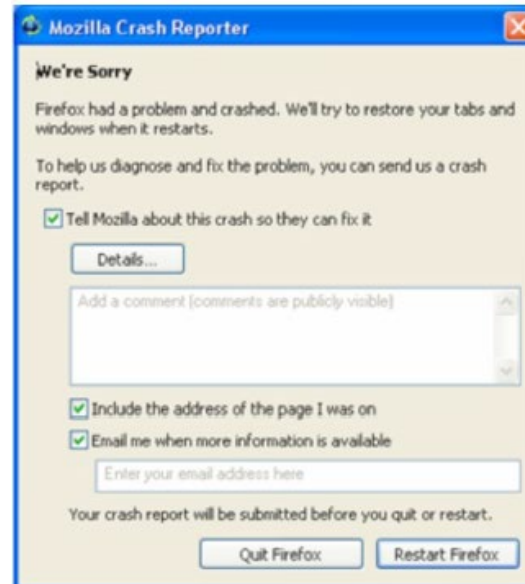 Mozilla Crash Reporter
We're Sorry
Firefox had a problem and crashed. We'll try to restore your tabs and
windows when it restarts.
To help us diagnose and fix the problem, you can send us a crash
report.
Tell Mozilla about this crash so they can fix it
Details...
Add a comment (comments are publicly visible)
Include the address of the page I was on
Email me when more information is available
Enter your email address here
Your crash report will be submitted before you quit or restart.
Quit Firefox
Restart Firefox